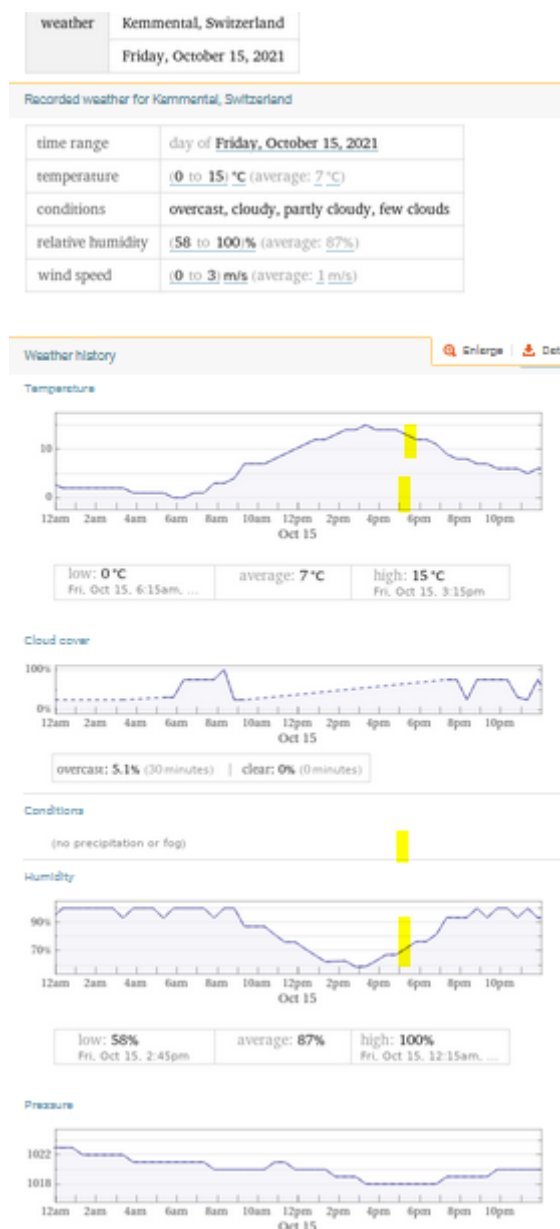 weather Kemmental, Switzerland
Friday, October 15, 2021
Recorded weather for Kemmental, Switzerland
time range day of Friday, October 15, 2021
temperature (0 to 15) °C (average: 7 °C)
conditions overcast, cloudy, partly cloudy, few clouds
relative humidity (58 to 100)% (average: 87%)
wind speed (0 to 3) m/s (average: 1 m/s)
Weather history Enlarge | Dat
Temperature
10
0
12am 2am 4am 6am 8am 10am 12pm 2pm 4pm 6pm 8pm 10pm
Oct 15
low: 0 °C average: 7 °C high: 15 °C
Fri, Oct 15, 6:15am, ... Fri, Oct 15, 3:15pm
Cloud cover
100%
0%
12am 2am 4am 6am 8am 10am 12pm 2pm 4pm 6pm 8pm 10pm
Oct 15
overcast: 5.1% (30 minutes) | clear: 0% (0 minutes)
Conditions
(no precipitation or fog)
Humidity
90%
70%
12am 2am 4am 6am 8am 10am 12pm 2pm 4pm 6pm 8pm 10pm
Oct 15
low: 58% average: 87% high: 100%
Fri, Oct 15, 2:45pm Fri, Oct 15, 12:15am, ...
Pressure
1022
1018
12am 2am 4am 6am 8am 10am 12pm 2pm 4pm 6pm 8pm 10pm
Oct 15